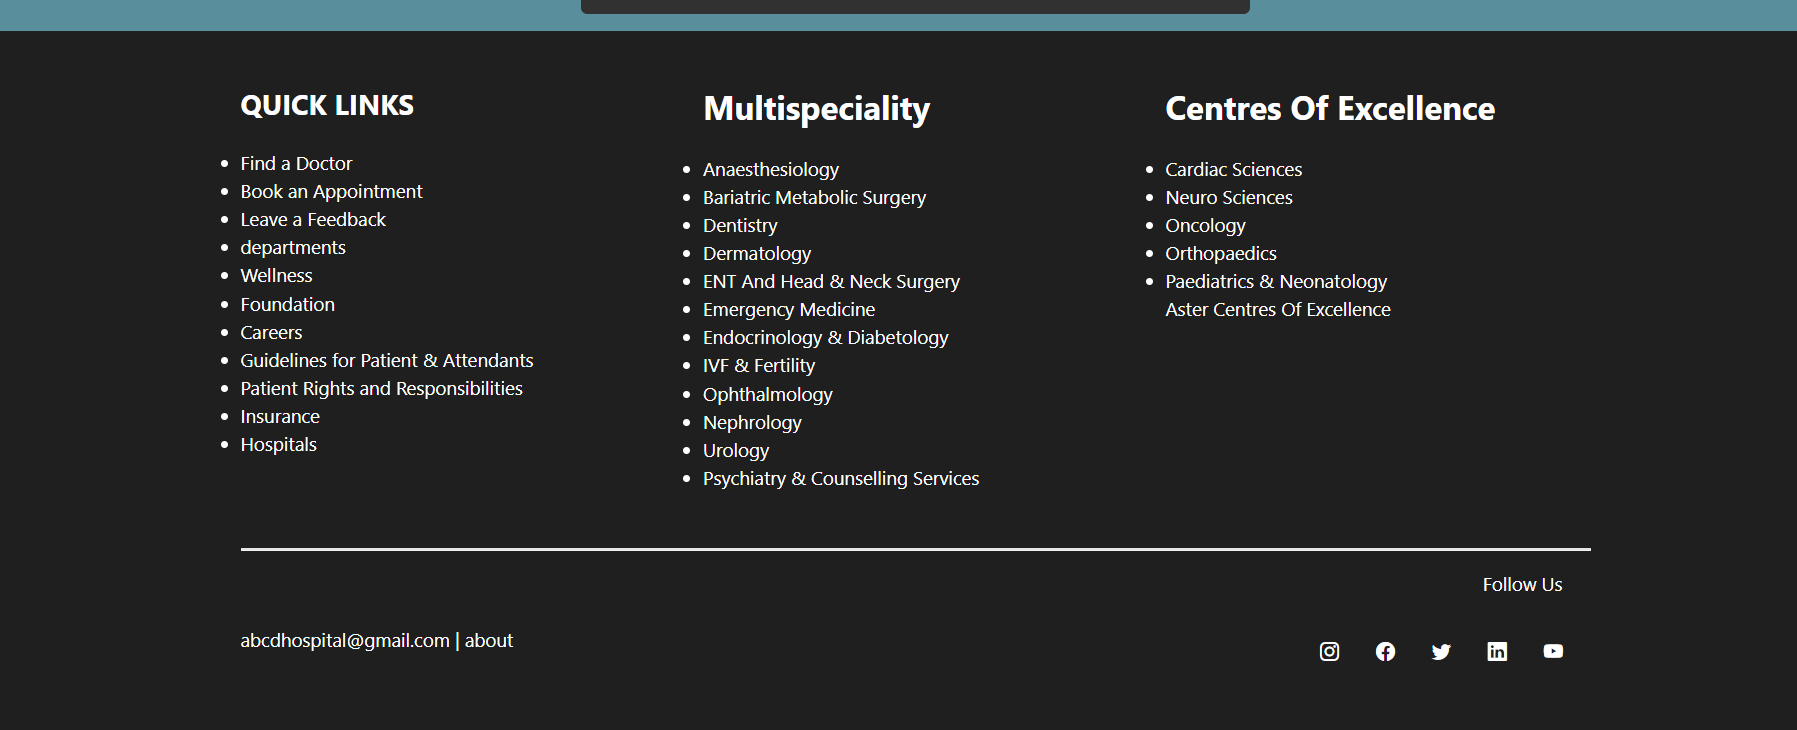 QUICK LINKS
Find a Doctor
Book an Appointment
Leave a Feedback
departments
Wellness
Foundation
Careers
Guidelines for Patient & Attendants
Patient Rights and Responsibilities
Insurance
Hospitals
Multispeciality
Anaesthesiology
Bariatric Metabolic Surgery
Dentistry
Dermatology
ENT And Head & Neck Surgery
Emergency Medicine
Endocrinology & Diabetology
IVF & Fertility
Ophthalmology
Nephrology
Urology
Psychiatry & Counselling Services
Centres Of Excellence
Cardiac Sciences
Neuro Sciences
Oncology
Orthopaedics
Paediatrics & Neonatology
Aster Centres Of Excellence
Follow Us
abcdhospital@gmail.com | about